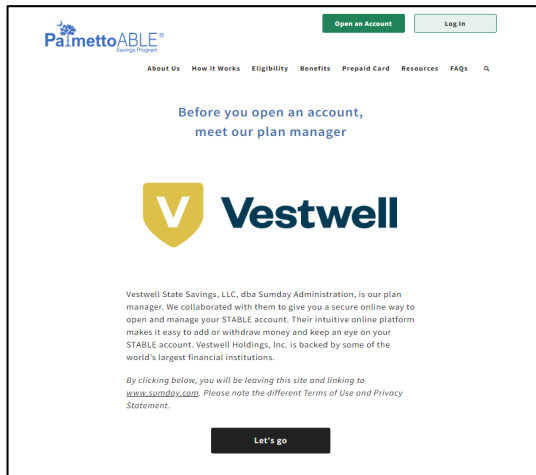 Open an Account Log In
PalmettoABLE®
Savings Program
About Us How it Works Eligibility Benefits Prepaid Card Resources FAQs
Before you open an account,
meet our plan manager
V Vestwell
Vestwell State Savings, LLC, dba Sumday Administration, is our plan
manager. We collaborated with them to give you a secure online way to
open and manage your STABLE account. Their intuitive online platform
makes it easy to add or withdraw money and keep an eye on your
STABLE account. Vestwell Holdings, Inc. is backed by some of the
world's largest financial institutions.
By clicking below, you will be leaving this site and linking to
www.sumday.com. Please note the different Terms of Use and Privacy
Statement.
Let's go